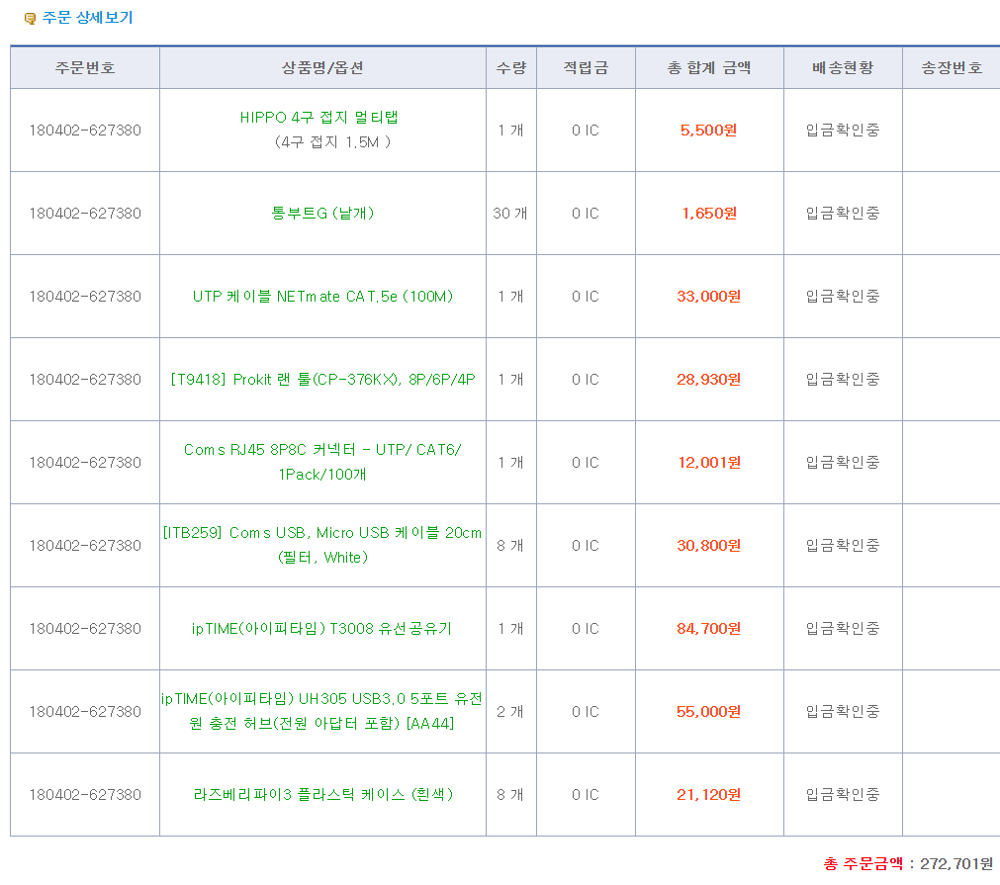 주문 상세보기
주문번호 상품명/옵션 수량 적립금 총 합계 금액 배송현황 송장번호
HIPPO 4구 접지 멀티탭
180402-627380 1 개 0 IC 5,500원 입금확인중
(4구 접지 1.5M )
180402-627380 통부트G (낱개) 30 개 0 IC 1,650원 입금확인중
180402-627380 UTP 케이블 NETmate CAT.5e (100M) 1 개 0 IC 33,000원 입금확인중
180402-627380 [T9418] Prokit 랜 툴(CP-376KX), 8P/6P/4P 1 개 0 IC 28,930원 입금확인중
Coms RJ45 8P8C 커넥터 - UTP/ CAT6/
180402-627380 1 개 0 IC 12,001원 입금확인중
1Pack/100개
[ITB259] Coms USB, Micro USB 케이블 20cm
180402-627380 8 개 0 IC 30,800원 입금확인중
(필터, White)
180402-627380 ipTIME(아이피타임) T3008 유선공유기 1 개 0 IC 84,700원 입금확인중
ipTIME(아이피타임) UH305 USB3.0 5포트 유전
180402-627380 2 개 0 IC 55,000원 입금확인중
원 충전 허브(전원 아답터 포함) [AA44]
180402-627380 라즈베리파이3 플라스틱 케이스 (흰색) 8 개 0 IC 21,120원 입금확인중
총 주문금액 : 272,701원